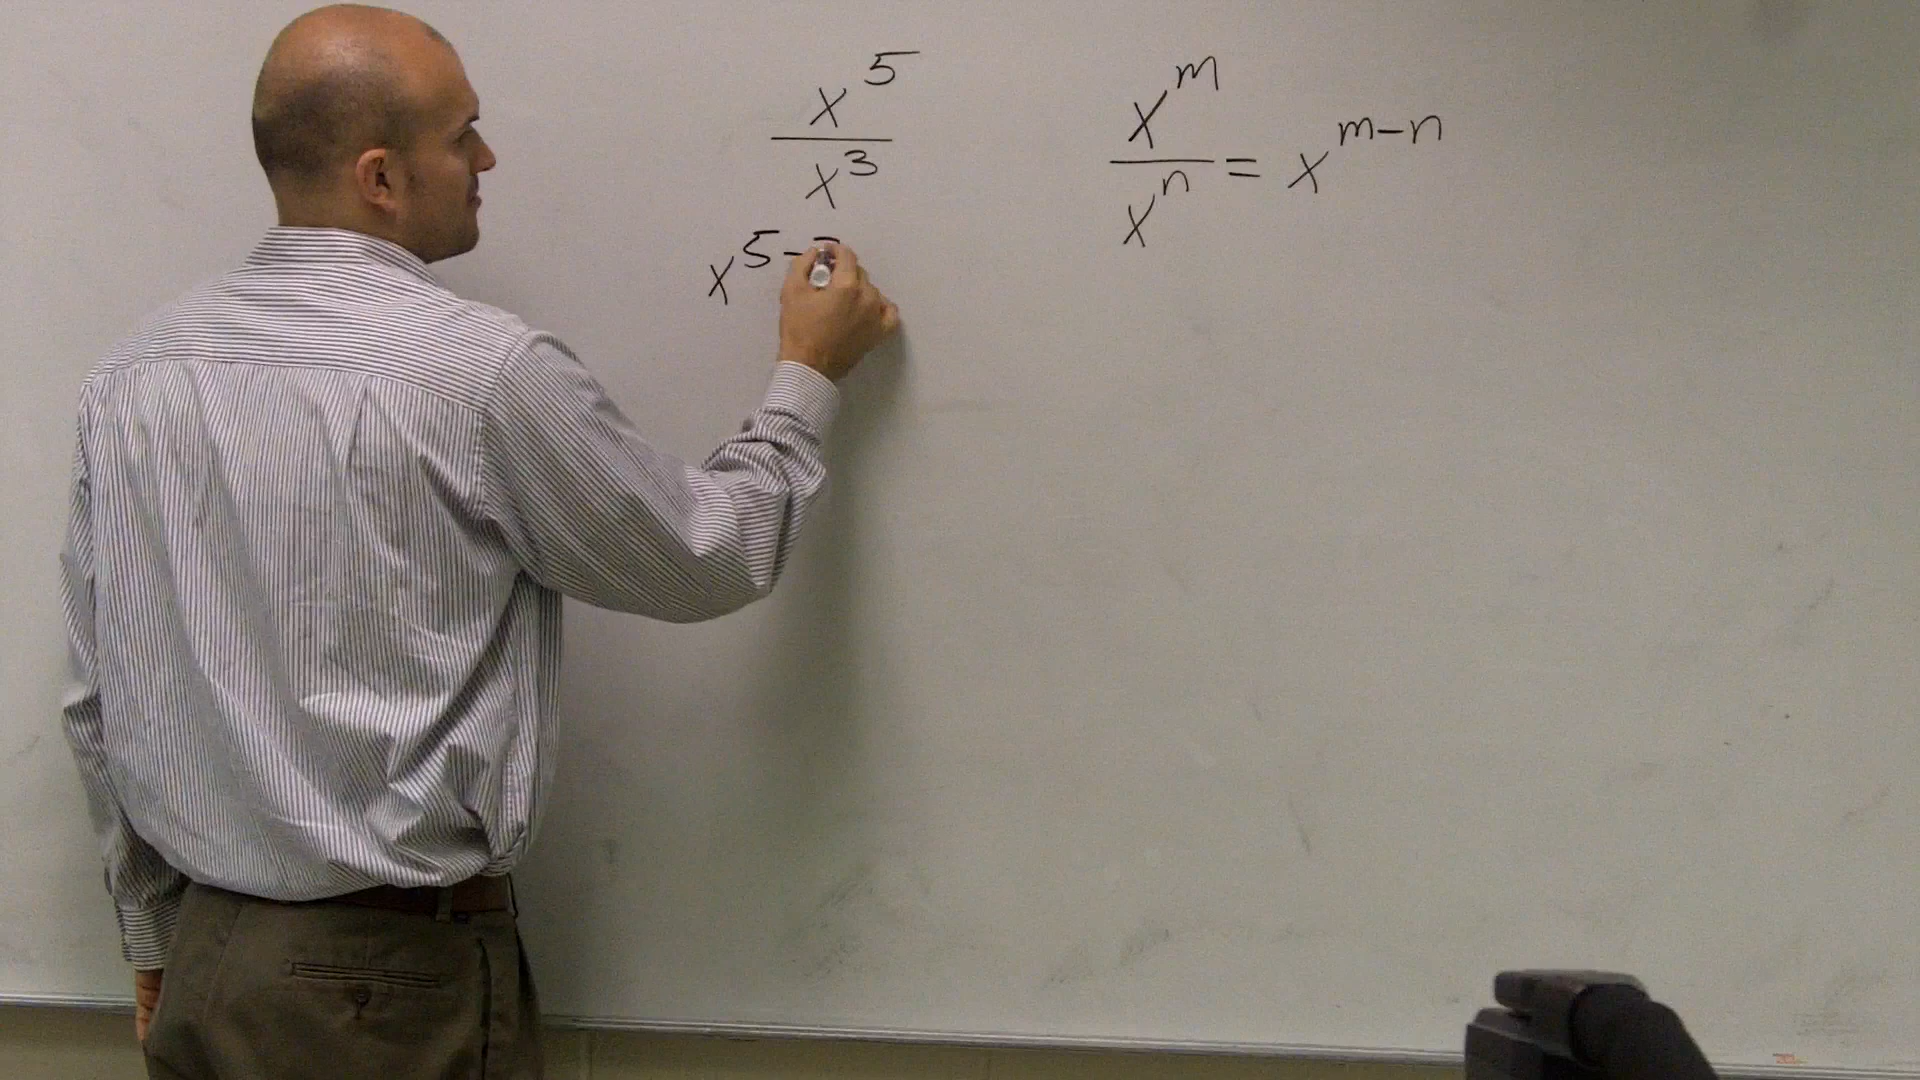 x^5/x^3
x^m/x^n = x^(m-n)
x^(5-